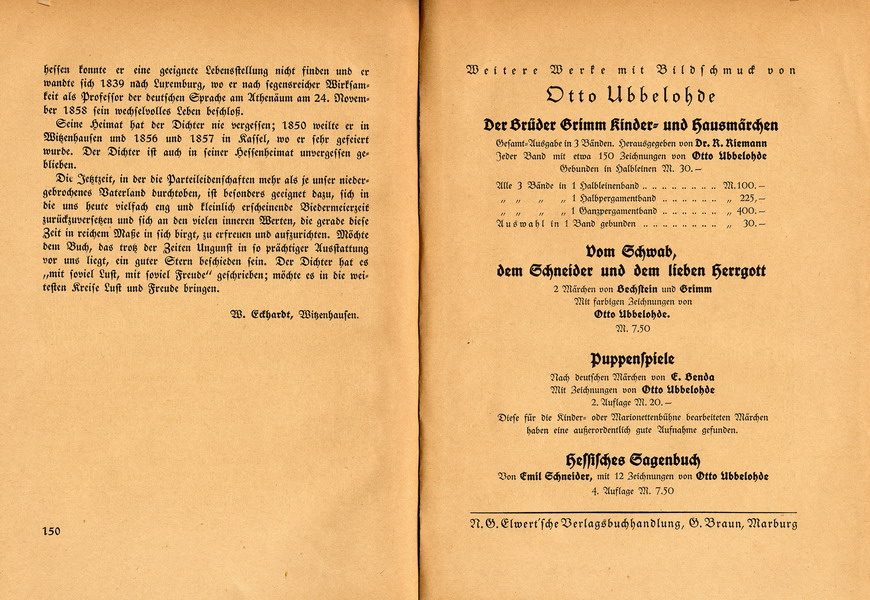 hessen konnte er eine geeignete Lebensstellung nicht finden und er
wandte sich 1839 nach Luxemburg, wo er nach segensreicher Wirksam-
keit als Professor der deutschen Sprache am Athenäum am 24. Novem-
ber 1858 sein wechselvolles Leben beschloß.
Seine Heimat hat der Dichter nie vergessen; 1850 weilte er in
Witzenhausen und 1856 und 1857 in Kassel, wo er sehr gefeiert
wurde. Der Dichter ist auch in seiner Hessenheimat unvergessen ge-
blieben.
Die Jetztzeit, in der die Parteileidenschaften mehr als je unser nieder-
gebrochenes Vaterland durchtoben, ist besonders geeignet dazu, sich in
die uns heute vielfach eng und kleinlich erscheinende Biedermeierzeit
zurückzuversetzen und sich an den vielen inneren Werten, die gerade diese
Zeit in reichem Maße in sich birgt, zu erfreuen und aufzurichten. Möchte
dem Buch, das trotz der Zeiten Ungunst in so prächtiger Ausstattung
vor uns liegt, ein guter Stern beschieden sein. Der Dichter hat es
„mit soviel Lust, mit soviel Freude“ geschrieben; möchte es in die wei-
testen Kreise Lust und Freude bringen.
W. Eckhardt, Witzenhausen.
150
Weitere Werke mit Bildschmuck von
Otto Ubbelohde
Der Brüder Grimm Kinder- und Hausmärchen
Gesamt-Ausgabe in 3 Bänden. Herausgegeben von Dr. R. Riemann
Jeder Band mit etwa 150 Zeichnungen von Otto Ubbelohde
Gebunden in Halbleinen M. 30.—
Alle 3 Bände in 1 Halbleinenband .. .. .. .. .. .. .. M. 100.—
„ „ „ „ 1 Halbpergamentband .. .. .. .. .. .. „ 225,—
„ „ „ „ 1 Ganzpergamentband .. .. .. .. .. .. „ 400.—
Auswahl in 1 Band gebunden .. .. .. .. .. .. .. „ 30.—
Vom Schwab,
dem Schneider und dem lieben Herrgott
2 Märchen von Bechstein und Grimm
Mit farbigen Zeichnungen von
Otto Ubbelohde.
M. 7.50
Puppenspiele
Nach deutschen Märchen von E. Benda
Mit Zeichnungen von Otto Ubbelohde
2. Auflage M. 20.—
Diese für die Kinder- oder Marionettenbühne bearbeiteten Märchen
haben eine außerordentlich gute Aufnahme gefunden.
Hessisches Sagenbuch
Von Emil Schneider, mit 12 Zeichnungen von Otto Ubbelohde
4. Auflage M. 7.50
N. G. Elwert'sche Verlagsbuchhandlung, G. Braun, Marburg